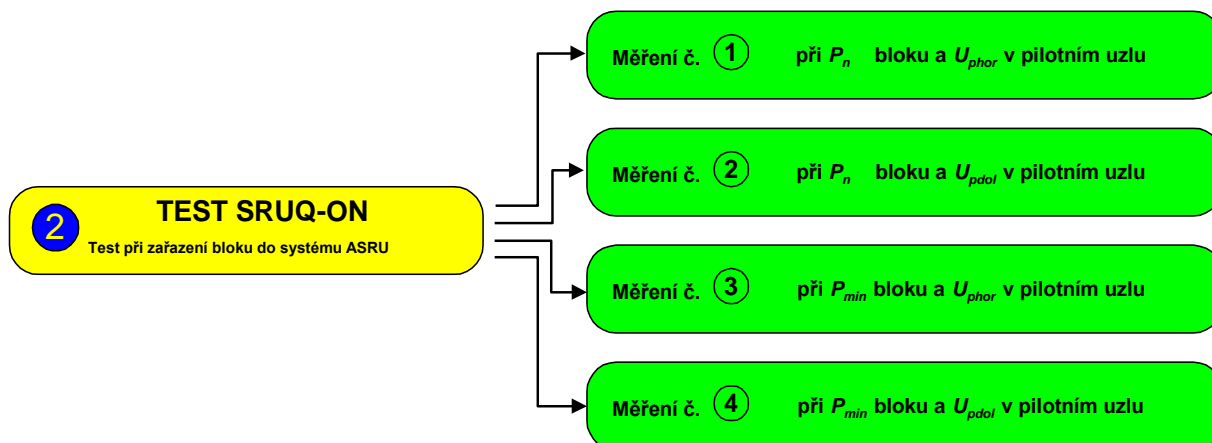 Měření č. 1 při Pn bloku a Uphor v pilotním uzlu
Měření č. 2 při Pn bloku a Updol v pilotním uzlu
2 TEST SRUQ-ON
Test při zařazení bloku do systému ASRU
Měření č. 3 při Pmin bloku a Uphor v pilotním uzlu
Měření č. 4 při Pmin bloku a Updol v pilotním uzlu